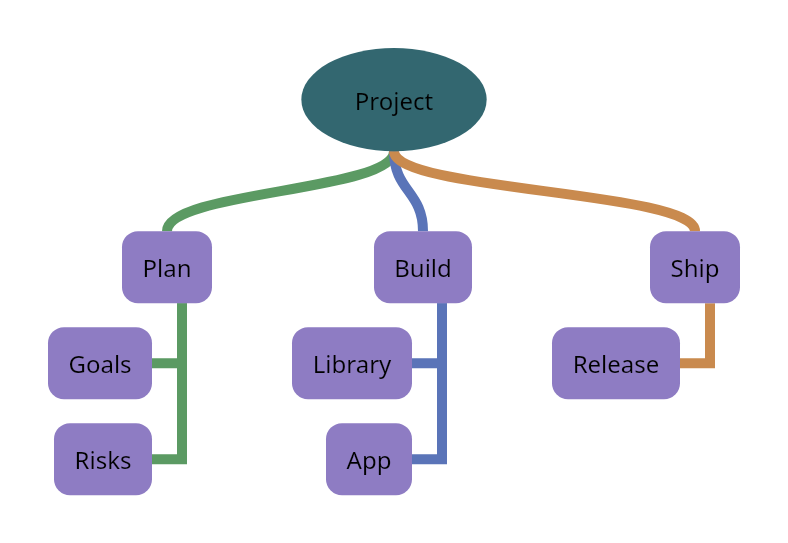 Project
Plan
Build
Ship
Goals
Library
Release
Risks
App